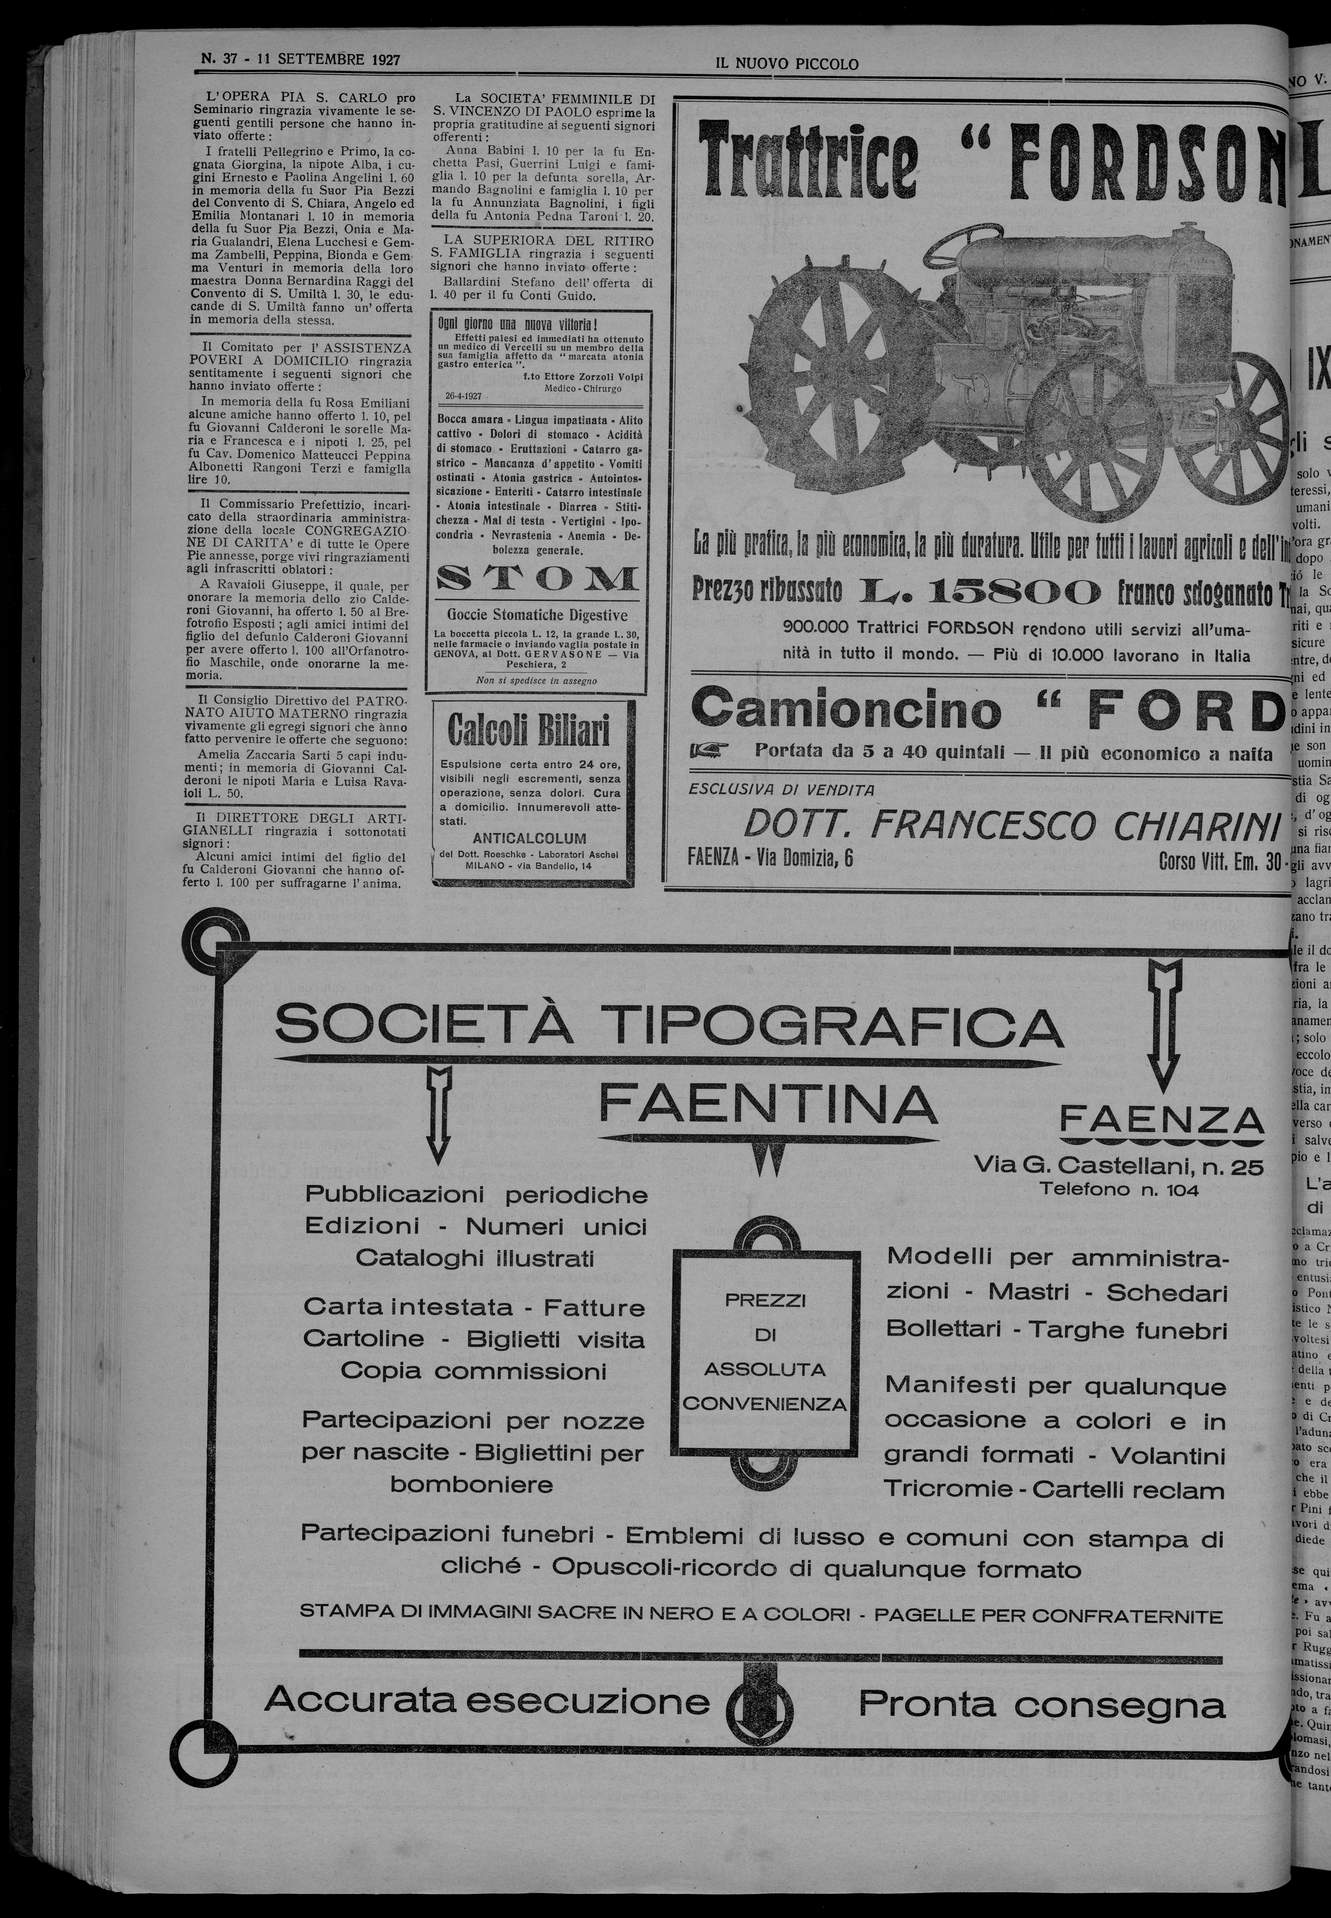 N. 37 - 11 SETTEMBRE 1927
IL NUOVO PICCOLO
L'OPERA PIA S. CARLO pro
Seminario ringrazia vivamente le se-
guenti gentili persone che hanno in-
viato offerte :
I fratelli Pellegrino e Primo, la co-
gnata Giorgina, la nipote Alba, i cu-
gini Ernesto e Paolina Angelini l. 60
in memoria della fu Suor Pia Bezzi
del Convento di S. Chiara, Angelo ed
Emilia Montanari l. 10 in memoria
della fu Suor Pia Bezzi, Onia e Ma-
ria Gualandri, Elena Lucchesi e Gem-
ma Zambelli, Peppina, Bionda e Gem-
ma Venturi in memoria della loro
maestra Donna Bernardina Raggi del
Convento di S. Umiltà l. 30, le edu-
cande di S. Umiltà fanno un' offerta
in memoria della stessa.
Il Comitato per l' ASSISTENZA
POVERI A DOMICILIO ringrazia
sentitamente i seguenti signori che
hanno inviato offerte :
In memoria della fu Rosa Emiliani
alcune amiche hanno offerto l. 10, pel
fu Giovanni Calderoni le sorelle Ma-
ria e Francesca e i nipoti l. 25, pel
fu Cav. Domenico Matteucci Peppina
Albonetti Rangoni Terzi e famiglla
lire 10.
Il Commissario Prefettizio, incari-
cato della straordinaria amministra-
zione della locale CONGREGAZIO
NE DI CARITA' e di tutte le Opere
Pie annesse, porge vivi ringraziamenti
agli infrascritti oblatori :
A Ravaioli Giuseppe, il quale, per
onorare la memoria dello zio Calde-
roni Giovanni, ha offerto l. 50 al Bre-
fotrofio Esposti ; agli amici intimi del
figlio del defunlo Calderoni Giovanni
per avere offerto l. 100 all'Orfanotro-
fio Maschile, onde onorarne la me-
moria.
Il Consiglio Direttivo del PATRO-
NATO AIUTO MATERNO ringrazia
vivamente gli egregi signori che ànno
fatto pervenire le offerte che seguono:
Amelia Zaccaria Sarti 5 capi indu-
menti ; in memoria di Giovanni Cal-
deroni le nipoti Maria e Luisa Rava-
ioli L. 50.
Il DIRETTORE DEGLI ARTI-
GIANELLI ringrazia i sottonotati
signori :
Alcuni amici intimi del figlio del
fu Calderoni Giovanni che hanno of-
ferto l. 100 per suffragarne l'anima.
La SOCIETA' FEMMINILE DI
S. VINCENZO DI PAOLO esprime la
propria gratitudine ai seguenti signori
offerenti :
Anna Babini l. 10 per la fu En-
chetta Pasi, Guerrini Luigi e fami-
glia l. 10 per la defunta sorella, Ar-
mando Bagnolini e famiglia l. 10 per
la fu Annunziata Bagnolini, i figli
della fu Antonia Pedna Taroni l. 20.
LA SUPERIORA DEL RITIRO
S. FAMIGLIA ringrazia i seguenti
signori che hanno inviato offerte :
Ballardini Stefano dell' offerta di
l. 40 per il fu Conti Guido.
Ogni giorno una nuova vittoria!
Effetti palesi ed immediati ha ottenuto
un medico di Vercelli su un membro della
sua famiglia affetto da " marcata atonia
gastro enterica ".
f.to Ettore Zorzoli Volpi
Medico - Chirurgo
26-4-1927
Bocca amara - Lingua impatinata - Alito
cattivo - Dolori di stomaco - Acidità
di stomaco - Eruttazioni - Catarro ga-
strico - Mancanza d' appetito - Vomiti
ostinati - Atonia gastrica - Autointos-
sicazione - Enteriti - Catarro intestinale
- Atonia intestinale - Diarrea - Stiti-
chezza - Mal di testa - Vertigini - Ipo-
condria - Nevrastenia - Anemia - De-
bolezza generale.
STOM
Goccie Stomatiche Digestive
La boccetta piccola L. 12, la grande L. 30,
nelle farmacie o inviando vaglia postale in
GENOVA, al Dott. GERVASONE — Via
Peschiera, 2
Non si spedisce in assegno
Calcoli Biliari
Espulsione certa entro 24 ore,
visibili negli escrementi, senza
operazione, senza dolori. Cura
a domicilio. Innumerevoli atte-
stati.
ANTICALCOLUM
del Dott. Roeschke - Laboratori Aschel
MILANO - Via Bandello, 14
Trattrice " FORDSON
La più pratica, la più economica, la più duratura. Utile per tutti i lavori agricoli e dell'in
Prezzo ribassato L. 15800 franco sdoganato Tr
900.000 Trattrici FORDSON rendono utili servizi all'uma-
nità in tutto il mondo. — Più di 10.000 lavorano in Italia
Camioncino " FORD
Portata da 5 a 40 quintali — Il più economico a nafta
ESCLUSIVA DI VENDITA
DOTT. FRANCESCO CHIARINI
FAENZA - Via Domizia, 6
Corso Vitt. Em. 30 -
SOCIETÀ TIPOGRAFICA
FAENTINA
FAENZA
Via G. Castellani, n. 25
Telefono n. 104
Pubblicazioni periodiche
Edizioni - Numeri unici
Cataloghi illustrati
Carta intestata - Fatture
Cartoline - Biglietti visita
Copia commissioni
Partecipazioni per nozze
per nascite - Bigliettini per
bomboniere
PREZZI
DI
ASSOLUTA
CONVENIENZA
Modelli per amministra-
zioni - Mastri - Schedari
Bollettari - Targhe funebri
Manifesti per qualunque
occasione a colori e in
grandi formati - Volantini
Tricromie - Cartelli reclam
Partecipazioni funebri - Emblemi di lusso e comuni con stampa di
cliché - Opuscoli-ricordo di qualunque formato
STAMPA DI IMMAGINI SACRE IN NERO E A COLORI - PAGELLE PER CONFRATERNITE
Accurata esecuzione
Pronta consegna